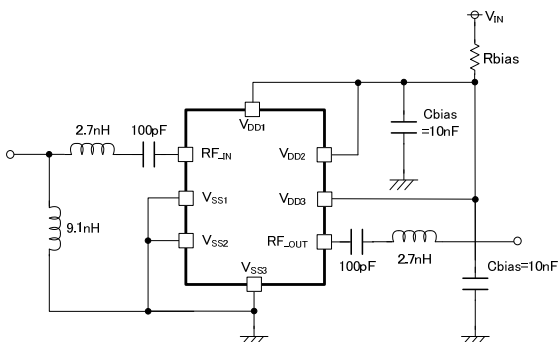 VIN
Rbias
VDD1
Cbias
=10nF
2.7nH
100pF
RF_IN
VDD2
VSS1
VDD3
9.1nH
VSS2
RF_OUT
VSS3
100pF
2.7nH
Cbias=10nF